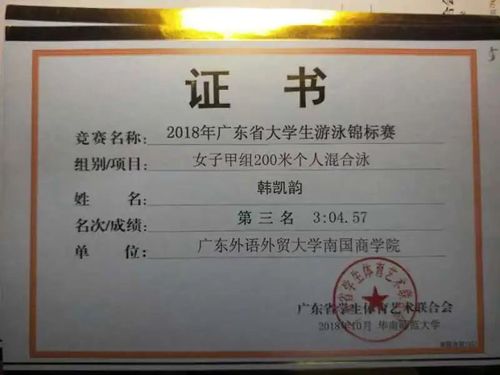 5
证书
竞赛名称: 2018年广东省大学生游泳锦标赛
组别/项目: 女子甲组200米个人混合泳
姓名: 韩凯韵
名次/成绩: 第三名 3:04.57
单位: 广东外语外贸大学南国商学院
广东省学生体育艺术联合会
2018年10月 华南师范大学